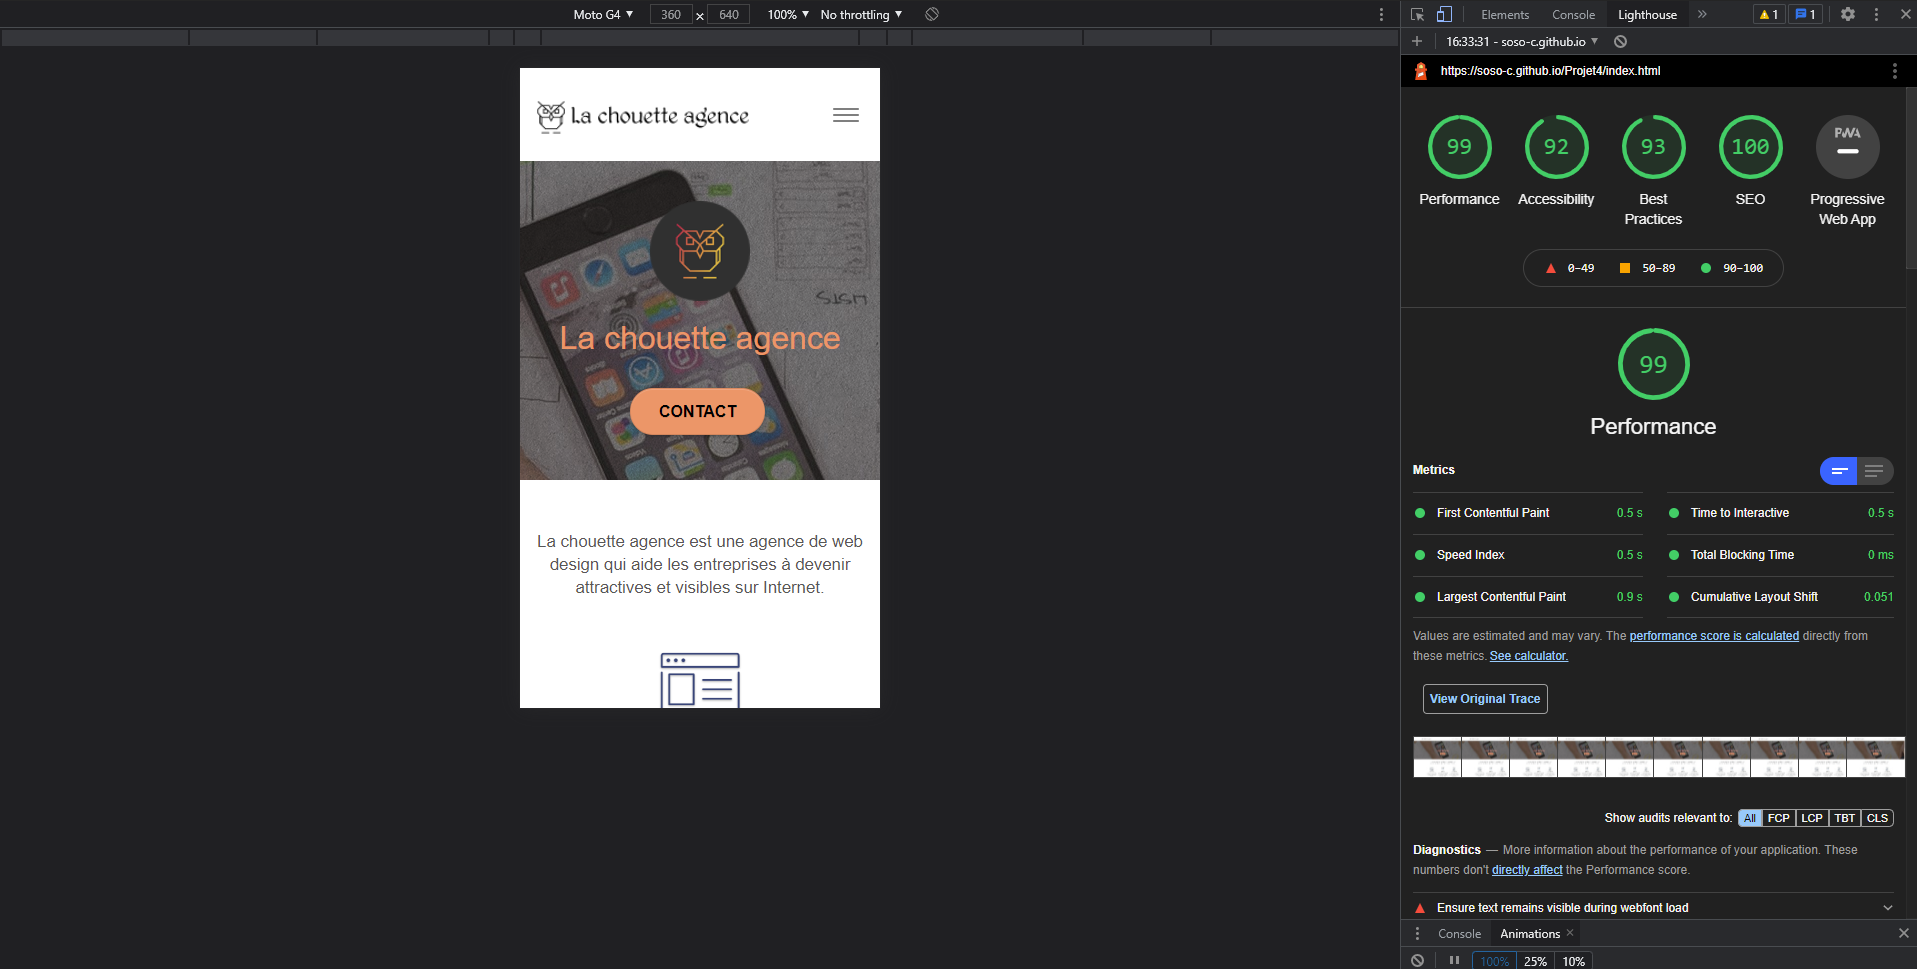 Moto G4 ▼ 360 x 640 100% ▼ No throttling ▼
Elements Console Lighthouse » 1 1
16:33:31 - soso-c.github.io ▼
https://soso-c.github.io/Projet4/index.html
La chouette agence
SISM
La chouette agence
CONTACT
La chouette agence est une agence de web
design qui aide les entreprises à devenir
attractives et visibles sur Internet.
99 92 93 100 PWA
Performance Accessibility Best Practices SEO Progressive Web App
0–49 50–89 90–100
99
Performance
Metrics
First Contentful Paint 0.5 s
Time to Interactive 0.5 s
Speed Index 0.5 s
Total Blocking Time 0 ms
Largest Contentful Paint 0.9 s
Cumulative Layout Shift 0.051
Values are estimated and may vary. The performance score is calculated directly from
these metrics. See calculator.
View Original Trace
Show audits relevant to: All FCP LCP TBT CLS
Diagnostics — More information about the performance of your application. These
numbers don't directly affect the Performance score.
Ensure text remains visible during webfont load
Console Animations ×
100% 25% 10%